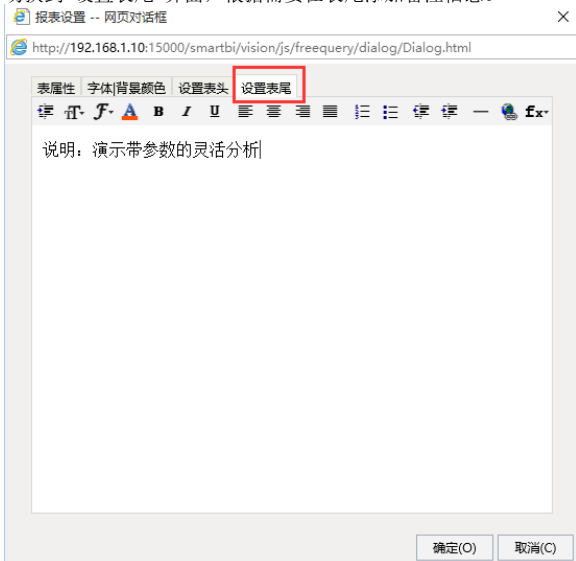 报表设置 -- 网页对话框
http://192.168.1.10:15000/smartbi/vision/js/freequery/dialog/Dialog.html
表属性 字体|背景颜色 设置表头 设置表尾
B I U fx
说明：演示带参数的灵活分析
确定(O) 取消(C)